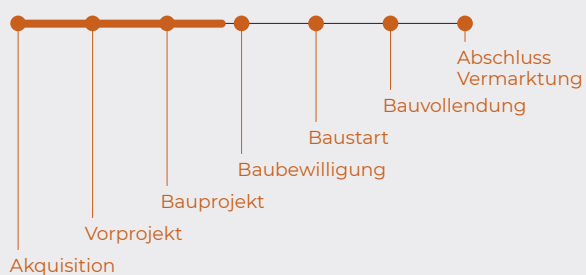 Abschluss
Vermarktung
Bauvollendung
Baustart
Baubewilligung
Bauprojekt
Vorprojekt
Akquisition